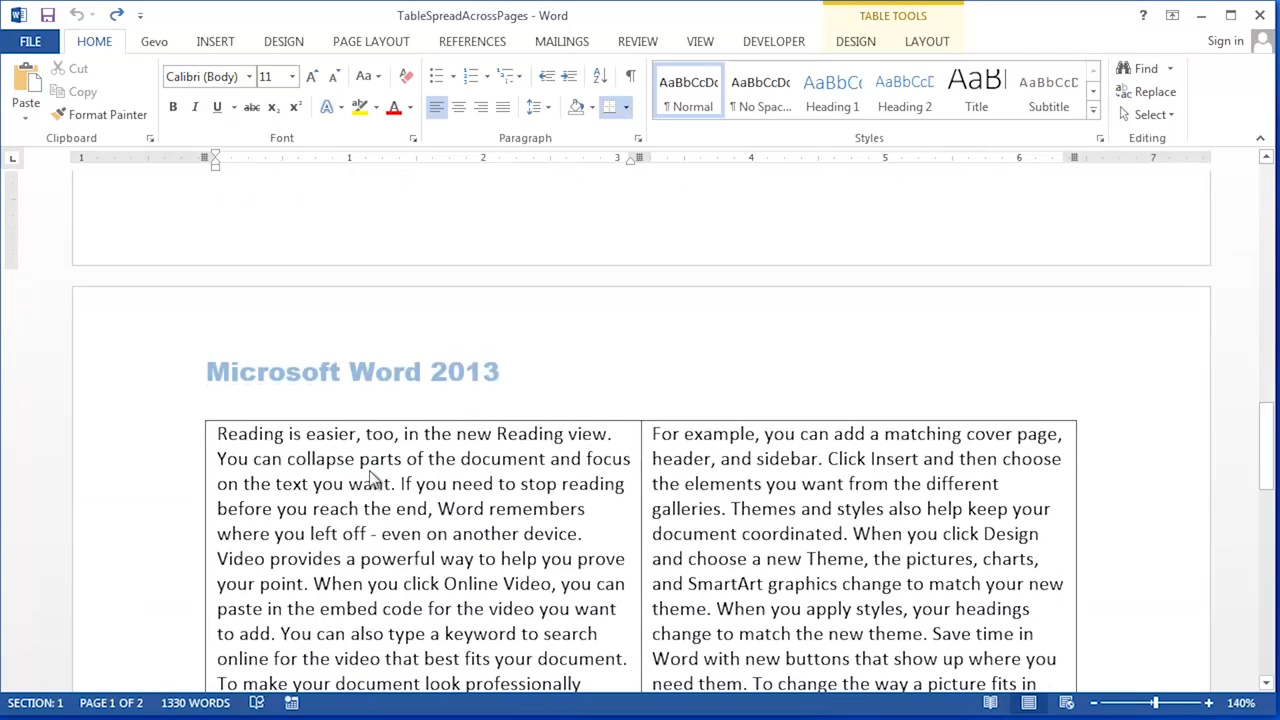 TableSpreadAcrossPages - Word
TABLE TOOLS
Sign in
FILE HOME Gevo INSERT DESIGN PAGE LAYOUT REFERENCES MAILINGS REVIEW VIEW DEVELOPER DESIGN LAYOUT
Paste
Cut
Copy
Format Painter
Clipboard
Calibri (Body) 11
Font
Paragraph
AaBbCcDc AaBbCcDc AaBbC AaBbCcD AaB AaBbCcD
¶ Normal ¶ No Spac... Heading 1 Heading 2 Title Subtitle
Styles
Find
Replace
Select
Editing
1 1 2 3 4 5 6 7
Microsoft Word 2013
Reading is easier, too, in the new Reading view.
You can collapse parts of the document and focus
on the text you want. If you need to stop reading
before you reach the end, Word remembers
where you left off - even on another device.
Video provides a powerful way to help you prove
your point. When you click Online Video, you can
paste in the embed code for the video you want
to add. You can also type a keyword to search
online for the video that best fits your document.
To make your document look professionally
For example, you can add a matching cover page,
header, and sidebar. Click Insert and then choose
the elements you want from the different
galleries. Themes and styles also help keep your
document coordinated. When you click Design
and choose a new Theme, the pictures, charts,
and SmartArt graphics change to match your new
theme. When you apply styles, your headings
change to match the new theme. Save time in
Word with new buttons that show up where you
need them. To change the way a picture fits in
SECTION: 1 PAGE 1 OF 2 1330 WORDS 140%